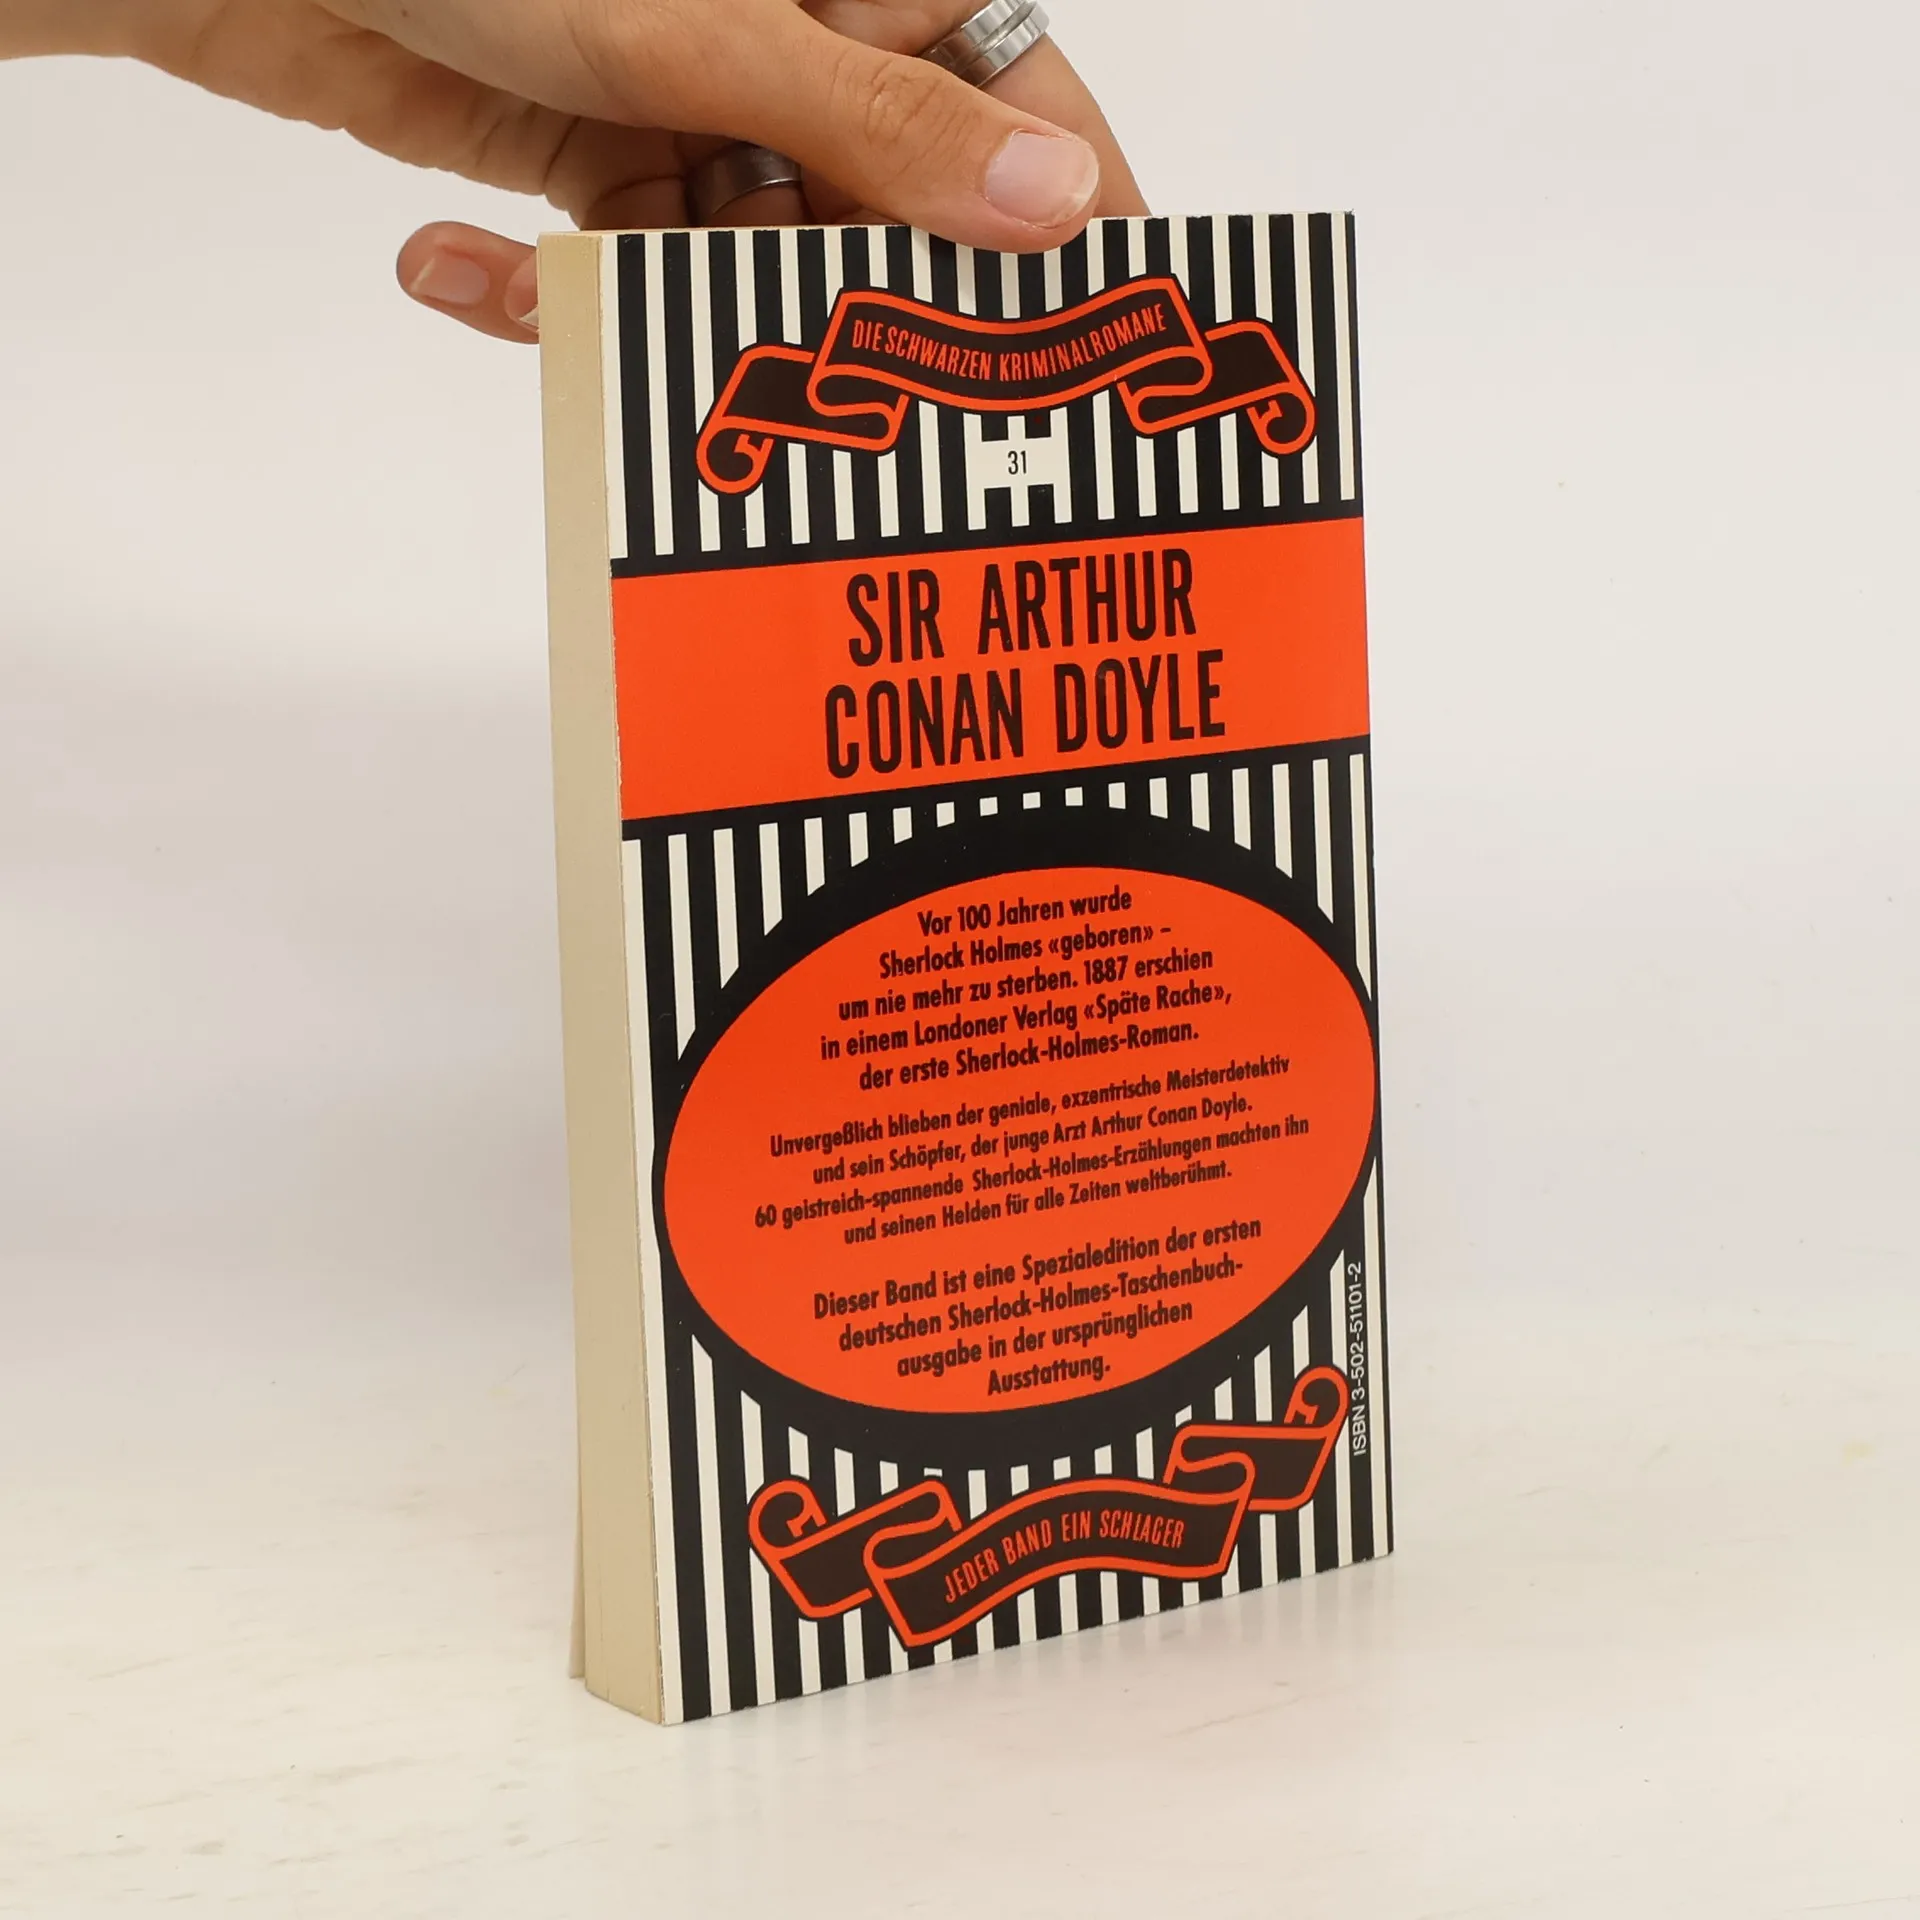 DIE SCHWARZEN KRIMINALROMANE
31
SIR ARTHUR
CONAN DOYLE
Vor 100 Jahren wurde
Sherlock Holmes «geboren» –
um nie mehr zu sterben. 1887 erschien
in einem Londoner Verlag «Späte Rache»,
der erste Sherlock-Holmes-Roman.
Unvergeßlich blieben der geniale, exzentrische Meisterdetektiv
und sein Schöpfer, der junge Arzt Arthur Conan Doyle.
60 geistreich-spannende Sherlock-Holmes-Erzählungen machten ihn
und seinen Helden für alle Zeiten weltberühmt.
Dieser Band ist eine Spezialedition der ersten
deutschen Sherlock-Holmes-Taschenbuch-
ausgabe in der ursprünglichen
Ausstattung.
ISBN 3-502-51101-2
JEDER BAND EIN SCHLAGER